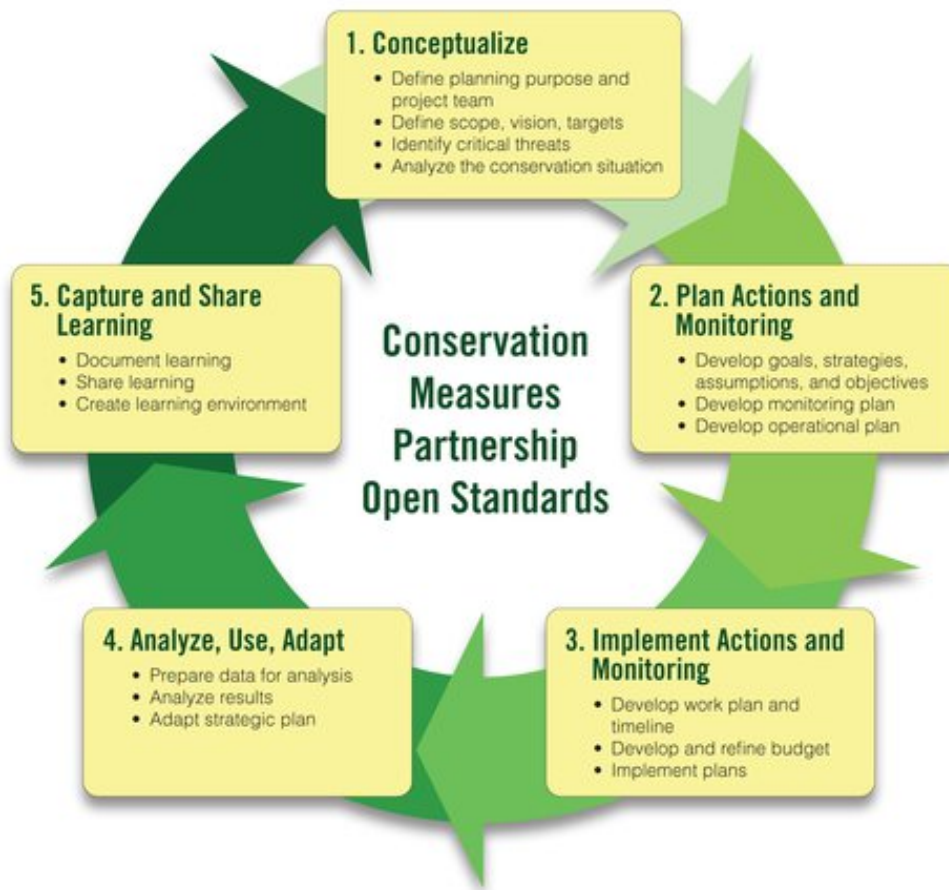 1. Conceptualize
• Define planning purpose and
project team
• Define scope, vision, targets
• Identify critical threats
• Analyze the conservation situation
2. Plan Actions and
Monitoring
• Develop goals, strategies,
assumptions, and objectives
• Develop monitoring plan
• Develop operational plan
3. Implement Actions and
Monitoring
• Develop work plan and
timeline
• Develop and refine budget
• Implement plans
4. Analyze, Use, Adapt
• Prepare data for analysis
• Analyze results
• Adapt strategic plan
5. Capture and Share
Learning
• Document learning
• Share learning
• Create learning environment
Conservation
Measures
Partnership
Open Standards